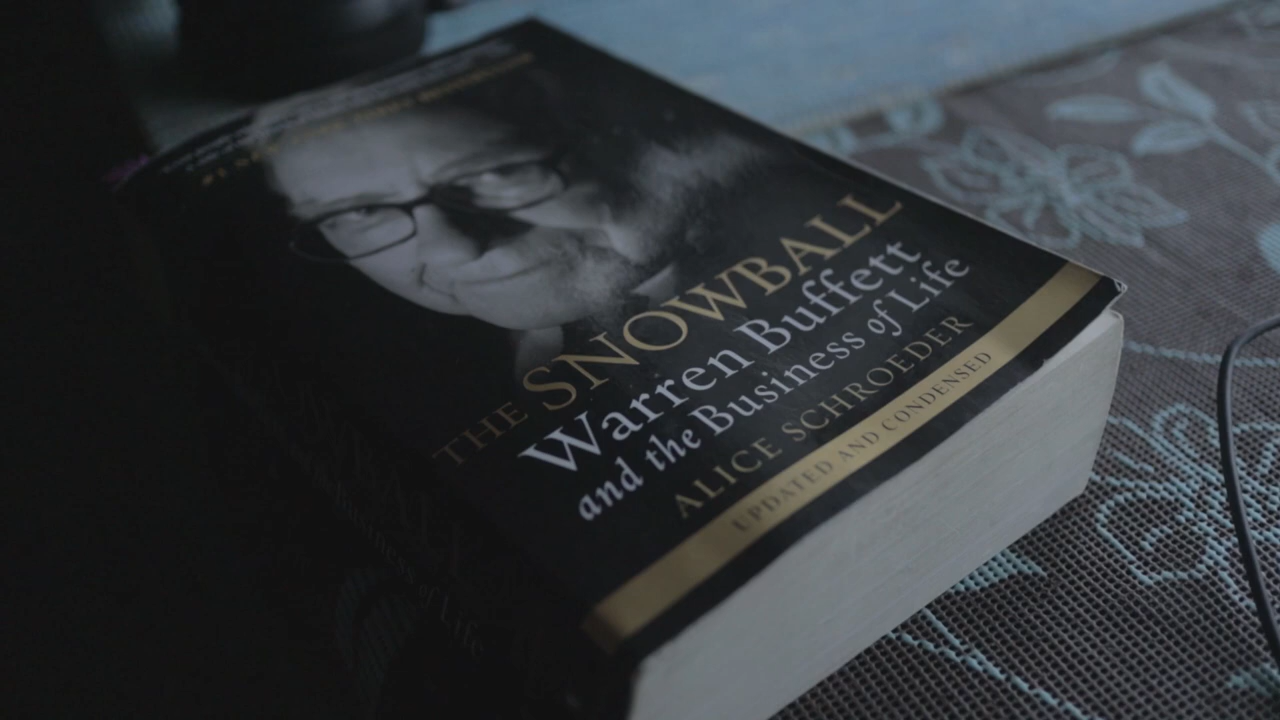 THE SNOWBALL
Warren Buffett
and the Business of Life
ALICE SCHROEDER
UPDATED AND CONDENSED